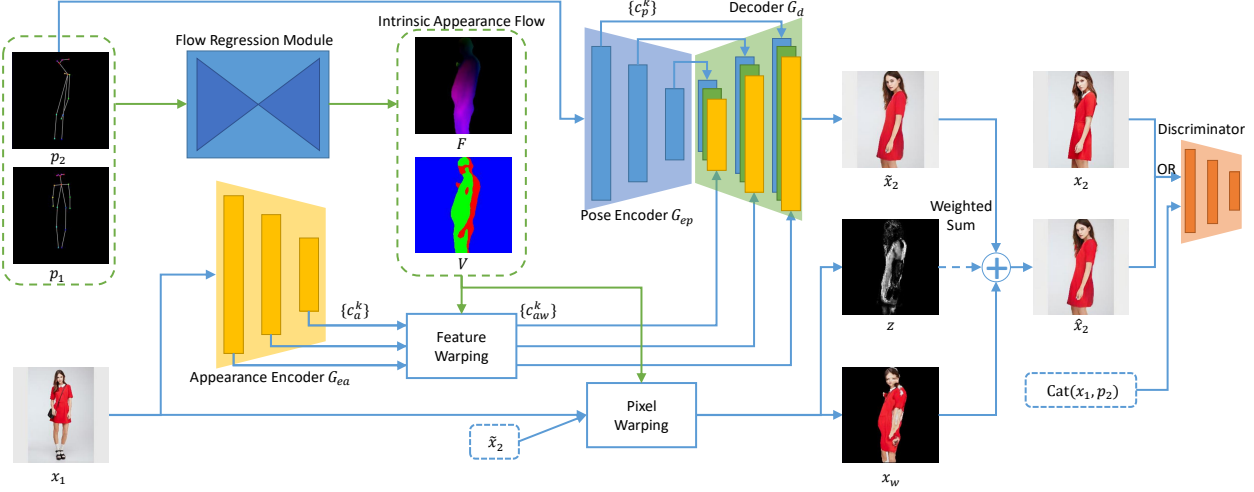 {c_p^k}
Decoder G_d
Intrinsic Appearance Flow
Flow Regression Module
p_2
F
x̃_2
x_2
Discriminator
OR
p_1
Pose Encoder G_ep
Weighted
Sum
V
{c_a^k}
{c_aw^k}
z
x̂_2
Feature
Warping
Appearance Encoder G_ea
Cat(x_1, p_2)
Pixel
Warping
x̃_2
x_1
x_w